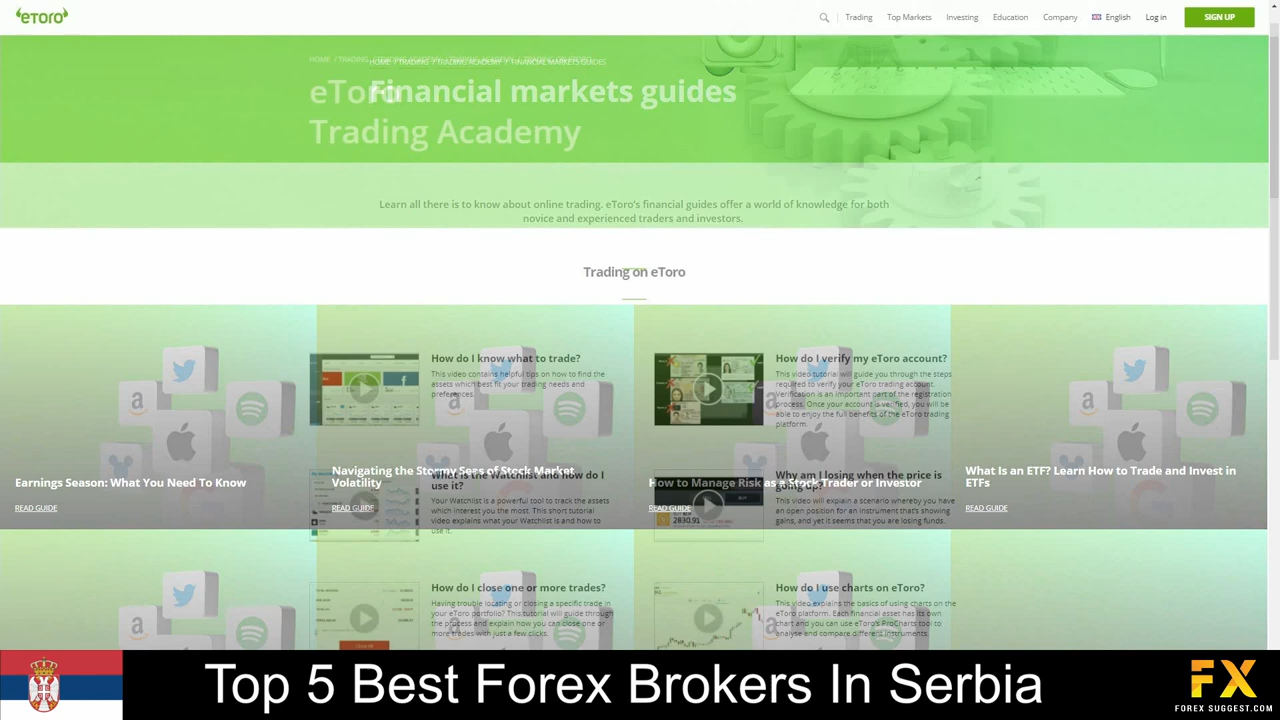 eToro
Trading
Top Markets
Investing
Education
Company
English
Log in
SIGN UP
HOME / TRADING
HOME / TRADING / TRADING ACADEMY / FINANCIAL MARKETS GUIDES
eToro
Financial markets guides
Trading Academy
Learn all there is to know about online trading. eToro's financial guides offer a world of knowledge for both
novice and experienced traders and investors.
Trading on eToro
How do I know what to trade?
This video contains helpful tips on how to find the
assets which best fit your trading needs and
preferences.
How do I verify my eToro account?
This video tutorial will guide you through the steps
required to verify your eToro trading account.
Verification is an important part of the registration
process. Once your account is verified, you will be
able to enjoy the full benefits of the eToro trading
platform.
Earnings Season: What You Need To Know
READ GUIDE
Navigating the Stormy Seas of Stock Market
Volatility
READ GUIDE
What is the Watchlist and how do I
use it?
Your Watchlist is a powerful tool to track the assets
which interest you the most. This short tutorial
video explains what your Watchlist is and how to
use it.
How to Manage Risk as a Stock Trader or Investor
READ GUIDE
Why am I losing when the price is
going up?
This video will explain a scenario whereby you have
an open position for an instrument that's showing
gains, and yet it seems that you are losing funds.
BUY
2830.91
What Is an ETF? Learn How to Trade and Invest in
ETFs
READ GUIDE
How do I close one or more trades?
Having trouble locating or closing a specific trade in
your eToro portfolio? This tutorial will guide through
the process and explain how you can close one or
more trades with just a few clicks.
How do I use charts on eToro?
This video explains the basics of using charts on the
eToro platform. Each financial asset has its own
chart and you can use eToro's ProCharts tool to
analyse and compare different instruments.
Top 5 Best Forex Brokers In Serbia
FX
FOREX SUGGEST.COM